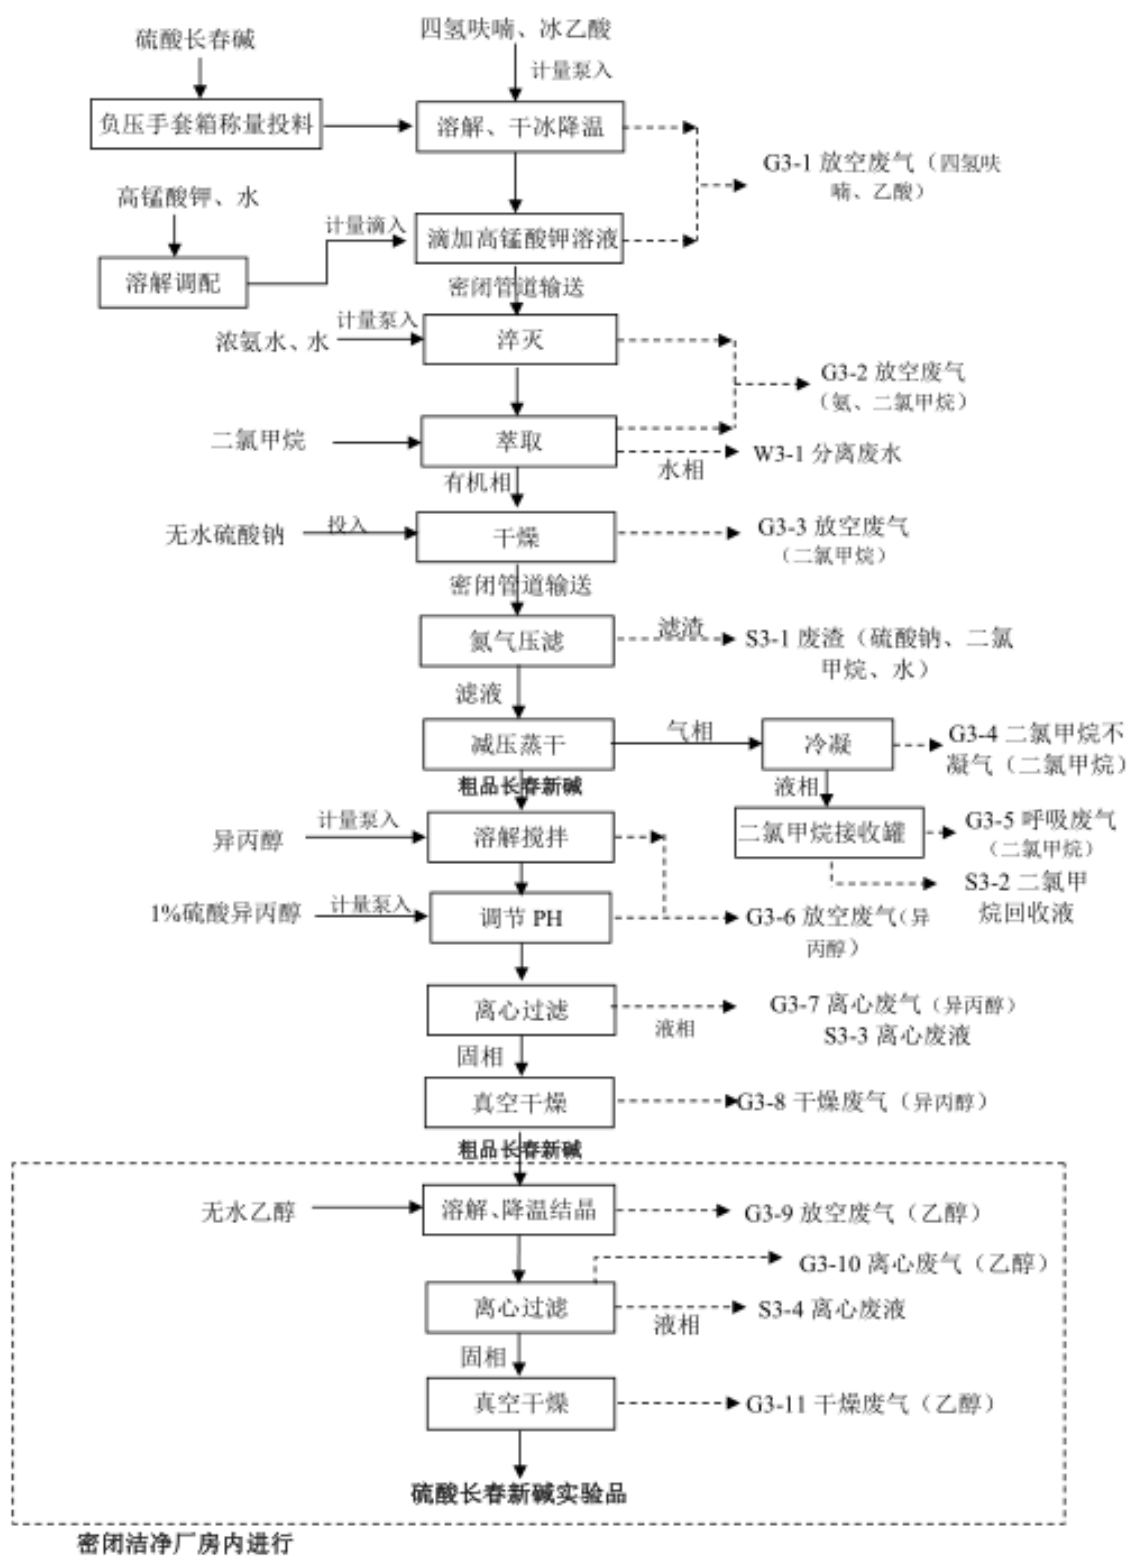 硫酸长春碱
四氢呋喃、冰乙酸
计量泵入
负压手套箱称量投料
溶解、干冰降温
G3-1 放空废气（四氢呋
喃、乙酸）
高锰酸钾、水
计量滴入
滴加高锰酸钾溶液
溶解调配
密闭管道输送
计量泵入
浓氨水、水
淬灭
G3-2 放空废气
（氨、二氯甲烷）
二氯甲烷
萃取
水相
W3-1 分离废水
有机相
无水硫酸钠
投入
干燥
G3-3 放空废气
（二氯甲烷）
密闭管道输送
氮气压滤
滤渣
S3-1 废渣（硫酸钠、二氯
甲烷、水）
滤液
减压蒸干
气相
冷凝
G3-4 二氯甲烷不
凝气（二氯甲烷）
粗品长春新碱
液相
异丙醇
计量泵入
溶解搅拌
二氯甲烷接收罐
G3-5 呼吸废气
（二氯甲烷）
S3-2 二氯甲
烷回收液
1%硫酸异丙醇
计量泵入
调节 PH
G3-6 放空废气（异
丙醇）
离心过滤
液相
G3-7 离心废气（异丙醇）
S3-3 离心废液
固相
真空干燥
G3-8 干燥废气（异丙醇）
粗品长春新碱
无水乙醇
溶解、降温结晶
G3-9 放空废气（乙醇）
G3-10 离心废气（乙醇）
离心过滤
液相
S3-4 离心废液
固相
真空干燥
G3-11 干燥废气（乙醇）
硫酸长春新碱实验品
密闭洁净厂房内进行